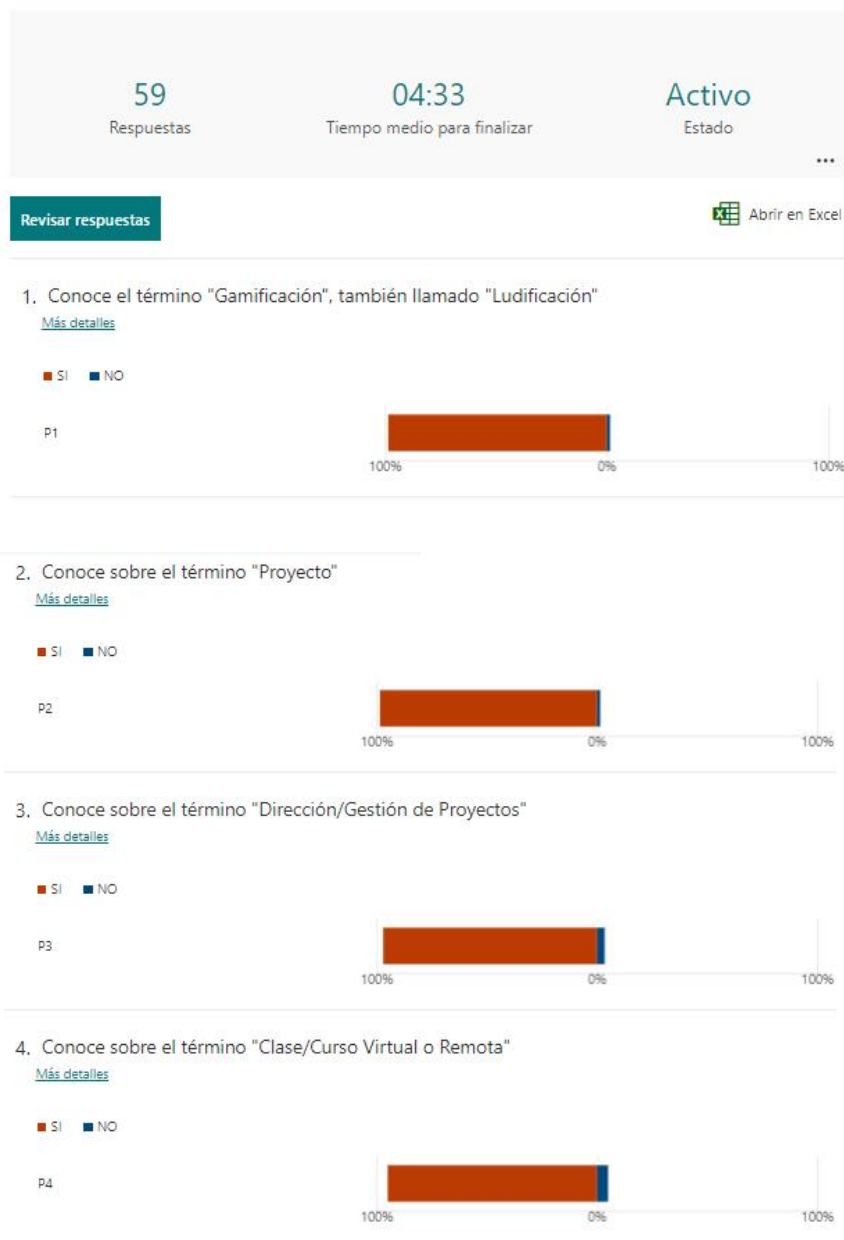 59 04:33 Activo
Respuestas Tiempo medio para finalizar Estado
...
Revisar respuestas Abrir en Excel
1. Conoce el término "Gamificación", también llamado "Ludificación"
Más detalles
SI NO
P1
100% 0% 100%
2. Conoce sobre el término "Proyecto"
Más detalles
SI NO
P2
100% 0% 100%
3. Conoce sobre el término "Dirección/Gestión de Proyectos"
Más detalles
SI NO
P3
100% 0% 100%
4. Conoce sobre el término "Clase/Curso Virtual o Remota"
Más detalles
SI NO
P4
100% 0% 100%